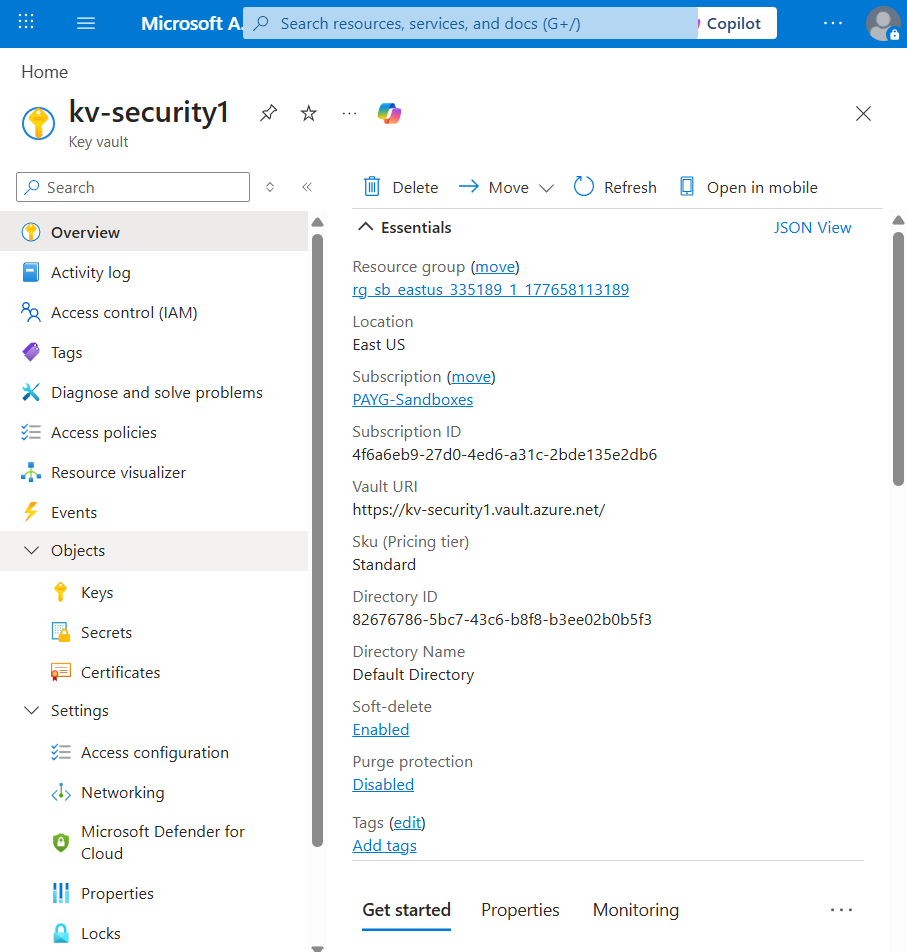 Microsoft A.
Search resources, services, and docs (G+/)
Copilot
Home
kv-security1
Key vault
Search
Overview
Activity log
Access control (IAM)
Tags
Diagnose and solve problems
Access policies
Resource visualizer
Events
Objects
Keys
Secrets
Certificates
Settings
Access configuration
Networking
Microsoft Defender for
Cloud
Properties
Locks
Delete
Move
Refresh
Open in mobile
Essentials
JSON View
Resource group (move)
rg_sb_eastus_335189_1_177658113189
Location
East US
Subscription (move)
PAYG-Sandboxes
Subscription ID
4f6a6eb9-27d0-4ed6-a31c-2bde135e2db6
Vault URI
https://kv-security1.vault.azure.net/
Sku (Pricing tier)
Standard
Directory ID
82676786-5bc7-43c6-b8f8-b3ee02b0b5f3
Directory Name
Default Directory
Soft-delete
Enabled
Purge protection
Disabled
Tags (edit)
Add tags
Get started
Properties
Monitoring